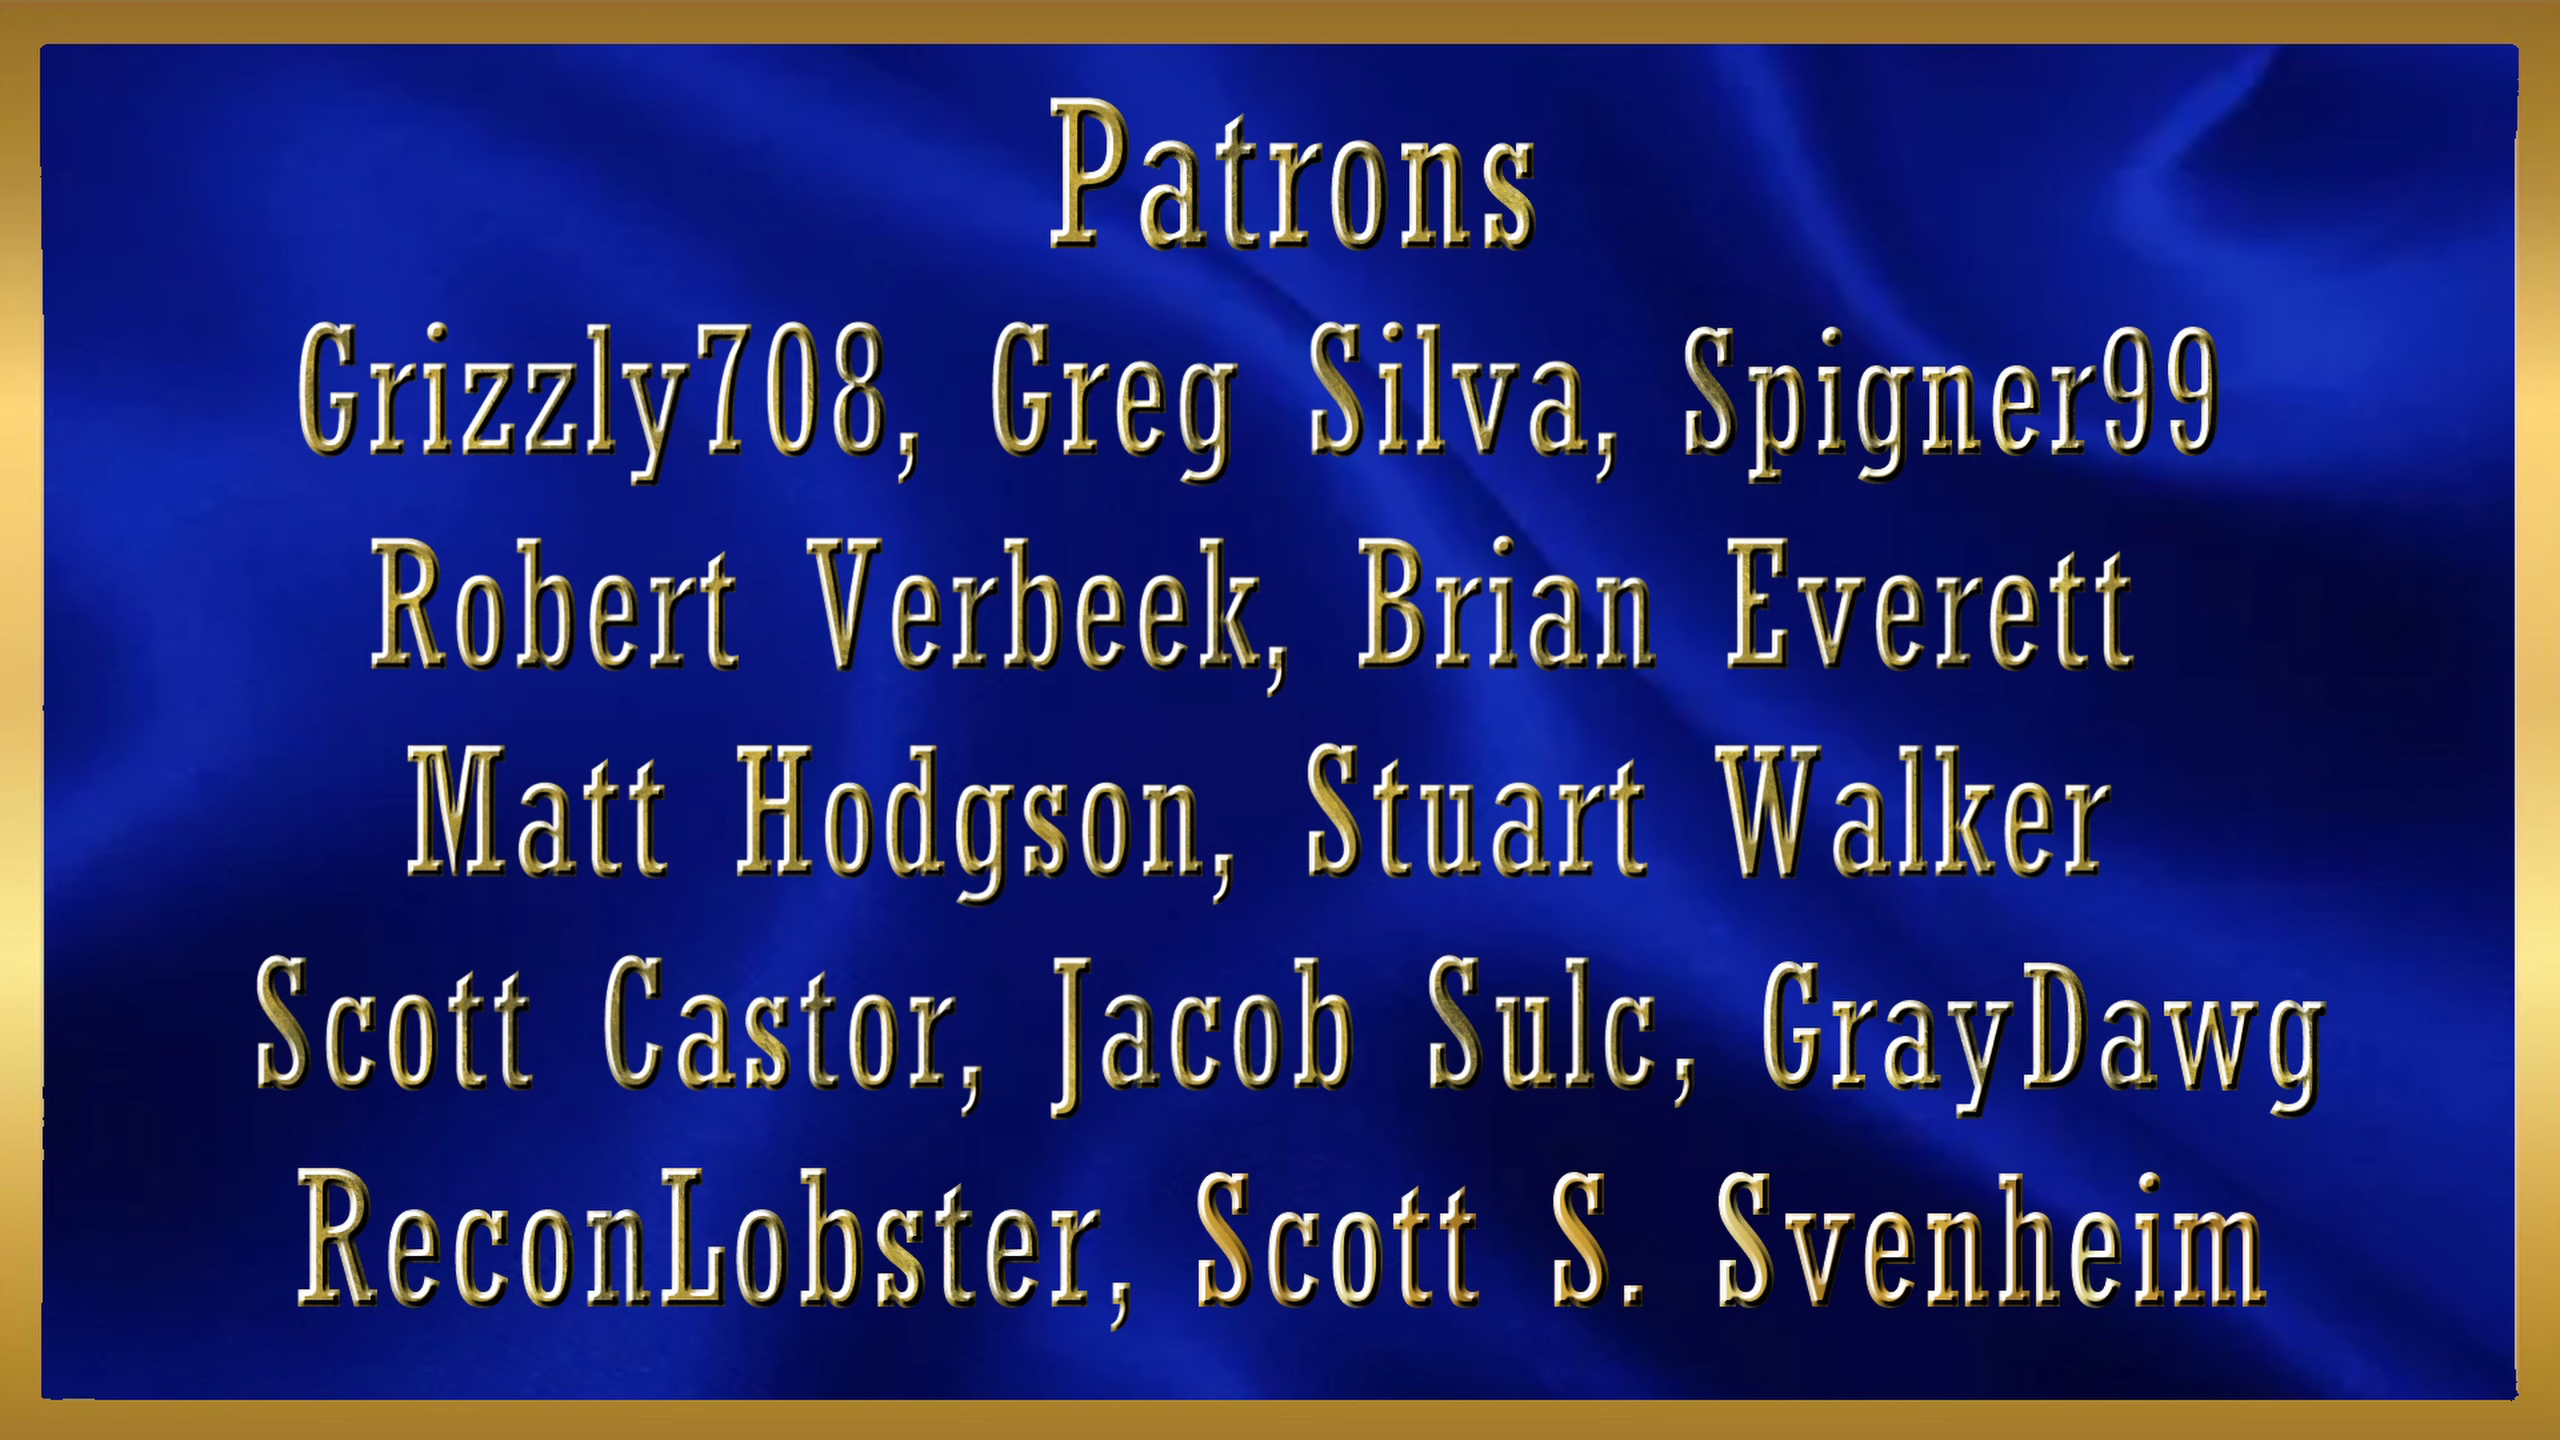 Patrons
Grizzly708, Greg Silva, Spigner99
Robert Verbeek, Brian Everett
Matt Hodgson, Stuart Walker
Scott Castor, Jacob Sulc, GrayDawg
ReconLobster, Scott S. Svenheim